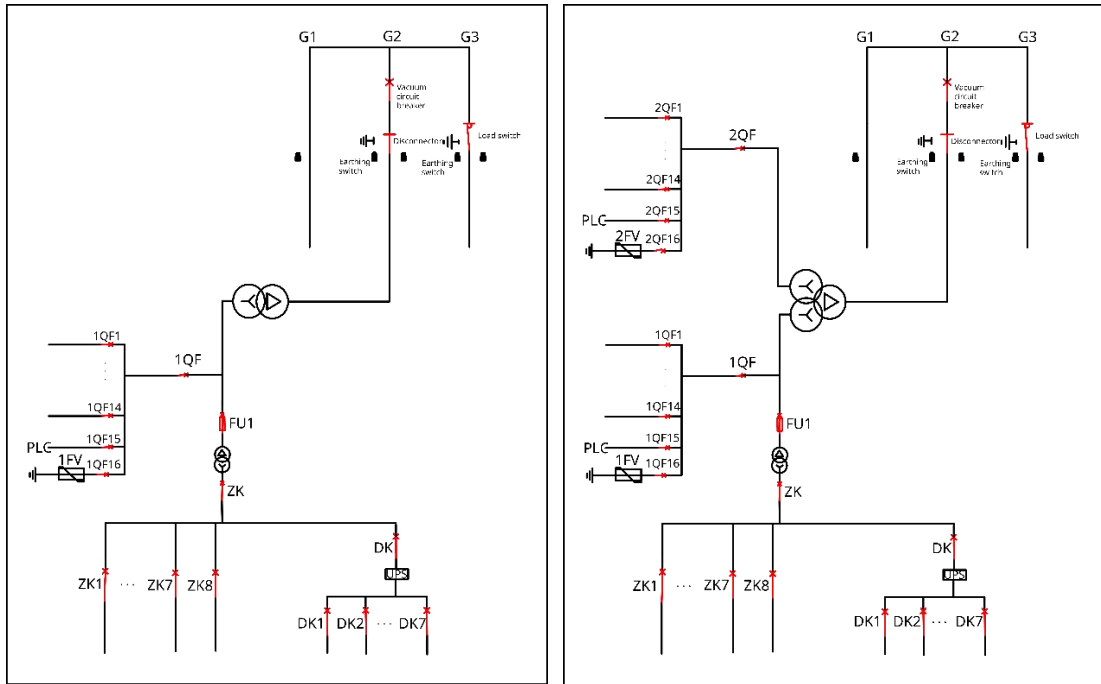 G1 G2 G3
Vacuum
circuit
breaker
Disconnector
Load switch
Earthing
switch
Earthing
switch
1QF1
1QF
1QF14
FU1
PLC
1QF15
1FV
1QF16
ZK
DK
UPS
ZK1 ... ZK7 ZK8
DK1 DK2 ... DK7
G1 G2 G3
Vacuum
circuit
breaker
2QF1
2QF
Disconnector
Load switch
Earthing
switch
Earthing
switch
2QF14
PLC
2QF15
2FV
2QF16
1QF1
1QF
1QF14
FU1
PLC
1QF15
1FV
1QF16
ZK
DK
UPS
ZK1 ... ZK7 ZK8
DK1 DK2 ... DK7